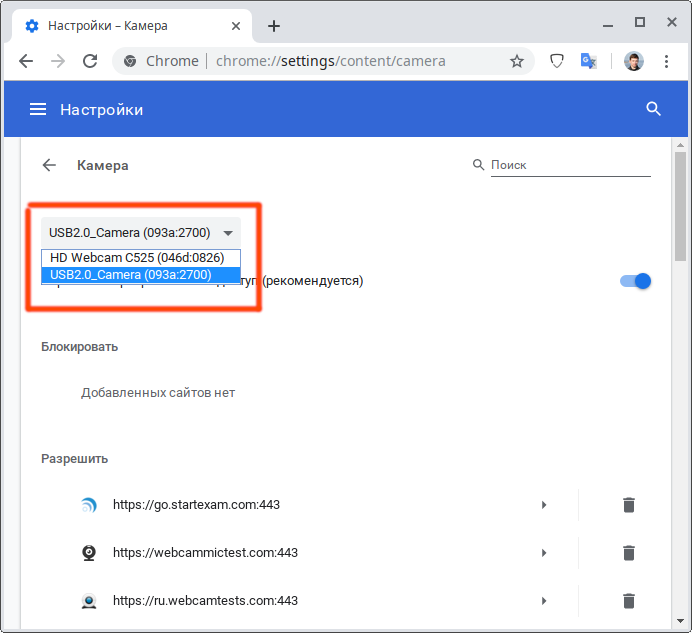 Настройки – Камера
Chrome
chrome://settings/content/camera
Настройки
Камера
Поиск
USB2.0_Camera (093a:2700)
HD Webcam C525 (046d:0826)
USB2.0_Camera (093a:2700)
(рекомендуется)
Блокировать
Добавленных сайтов нет
Разрешить
https://go.startexam.com:443
https://webcammictest.com:443
https://ru.webcamtests.com:443